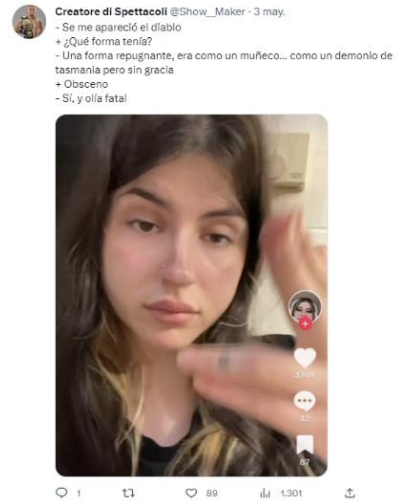 Creatore di Spettacoli @Show__Maker · 3 may.
- Se me apareció el diablo
+ ¿Qué forma tenía?
- Una forma repugnante, era como un muñeco... como un demonio de
tasmania pero sin gracia
+ Obsceno
- Sí, y olía fatal
42
87
1 89 1.301